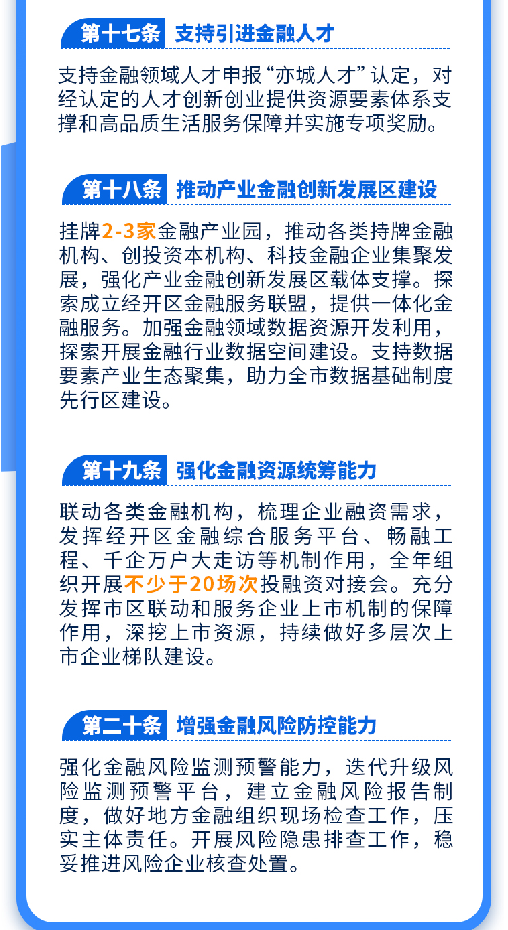 第十七条 支持引进金融人才
支持金融领域人才申报“亦城人才”认定，对
经认定的人才创新创业提供资源要素体系支
撑和高品质生活服务保障并实施专项奖励。
第十八条 推动产业金融创新发展区建设
挂牌2-3家金融产业园，推动各类持牌金融
机构、创投资本机构、科技金融企业集聚发
展，强化产业金融创新发展区载体支撑。探
索成立经开区金融服务联盟，提供一体化金
融服务。加强金融领域数据资源开发利用，
探索开展金融行业数据空间建设。支持数据
要素产业生态聚集，助力全市数据基础制度
先行区建设。
第十九条 强化金融资源统筹能力
联动各类金融机构，梳理企业融资需求，
发挥经开区金融综合服务平台、畅融工
程、千企万户大走访等机制作用，全年组
织开展不少于20场次投融资对接会。充分
发挥市区联动和服务企业上市机制的保障
作用，深挖上市资源，持续做好多层次上
市企业梯队建设。
第二十条 增强金融风险防控能力
强化金融风险监测预警能力，迭代升级风
险监测预警平台，建立金融风险报告制
度，做好地方金融组织现场检查工作，压
实主体责任。开展风险隐患排查工作，稳
妥推进风险企业核查处置。